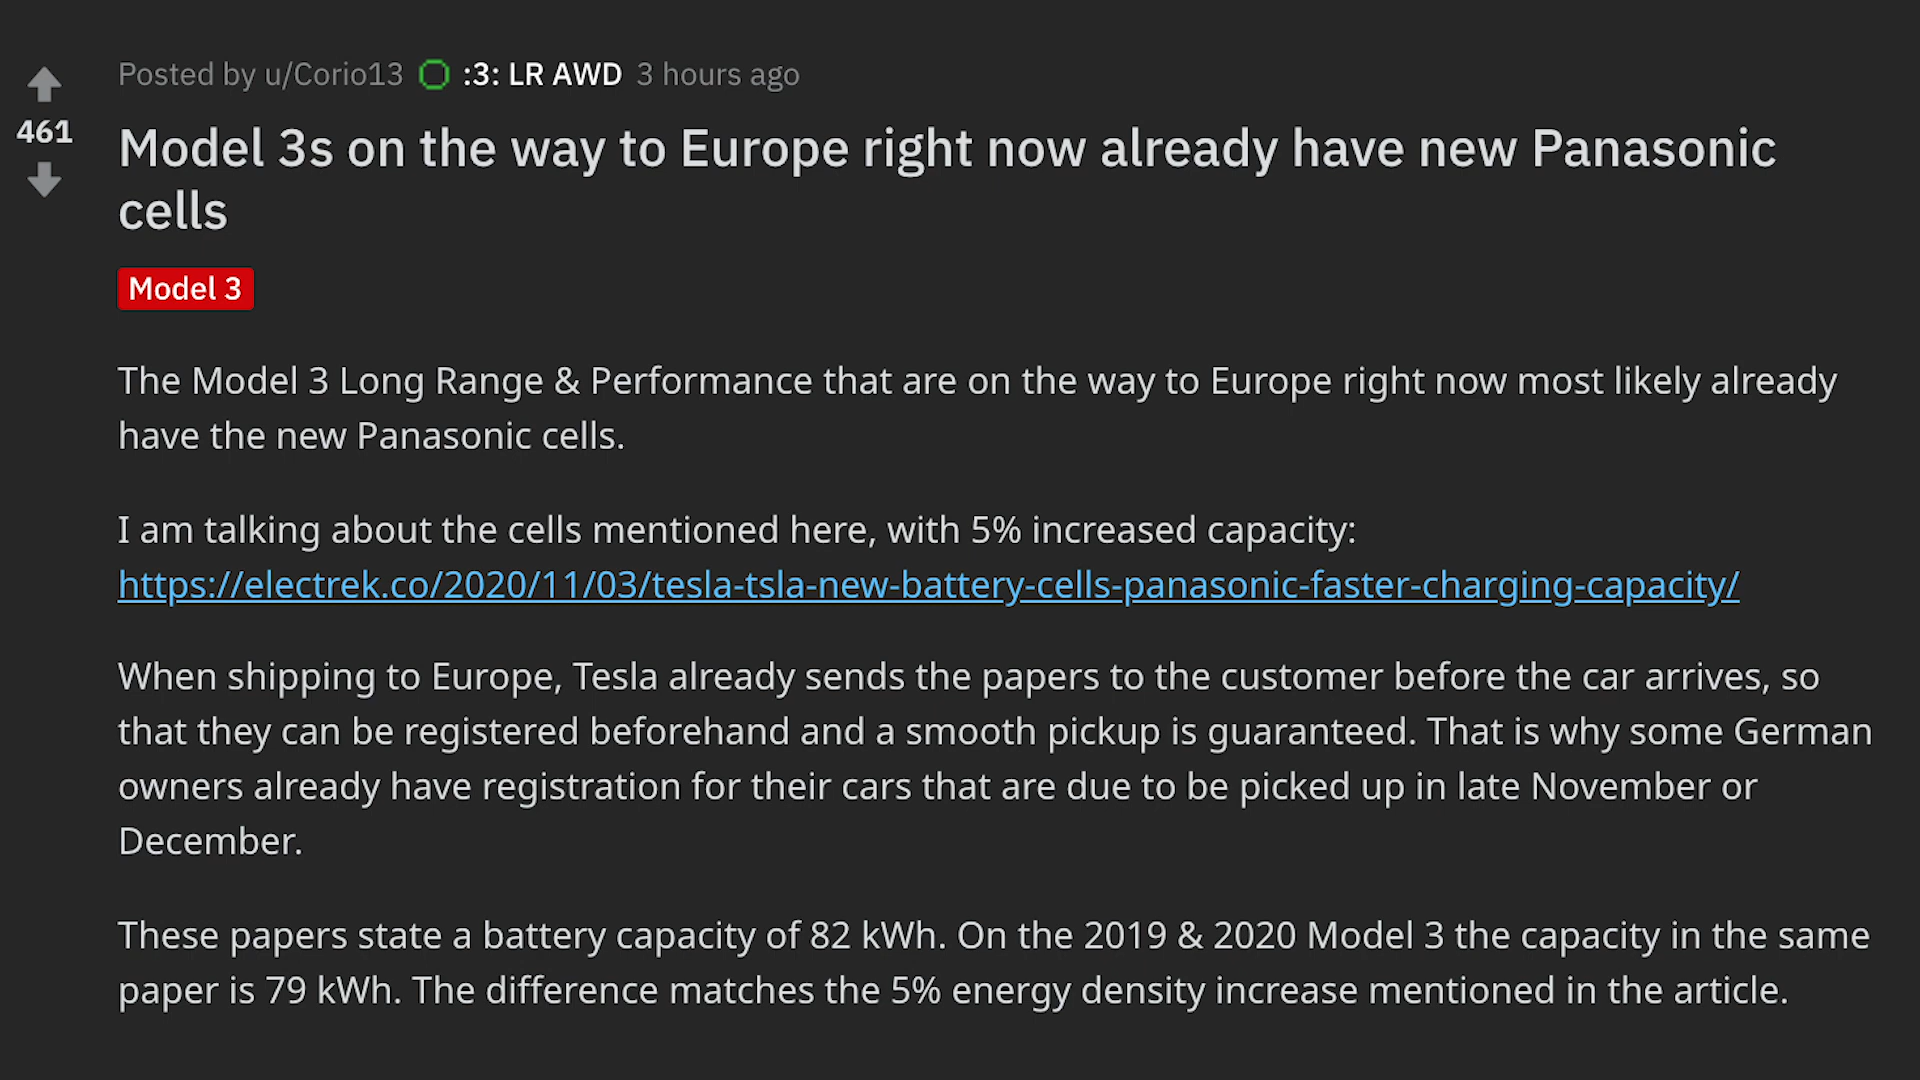 Posted by u/Corio13 :3: LR AWD 3 hours ago
461
Model 3s on the way to Europe right now already have new Panasonic
cells
Model 3
The Model 3 Long Range & Performance that are on the way to Europe right now most likely already
have the new Panasonic cells.
I am talking about the cells mentioned here, with 5% increased capacity:
https://electrek.co/2020/11/03/tesla-tsla-new-battery-cells-panasonic-faster-charging-capacity/
When shipping to Europe, Tesla already sends the papers to the customer before the car arrives, so
that they can be registered beforehand and a smooth pickup is guaranteed. That is why some German
owners already have registration for their cars that are due to be picked up in late November or
December.
These papers state a battery capacity of 82 kWh. On the 2019 & 2020 Model 3 the capacity in the same
paper is 79 kWh. The difference matches the 5% energy density increase mentioned in the article.